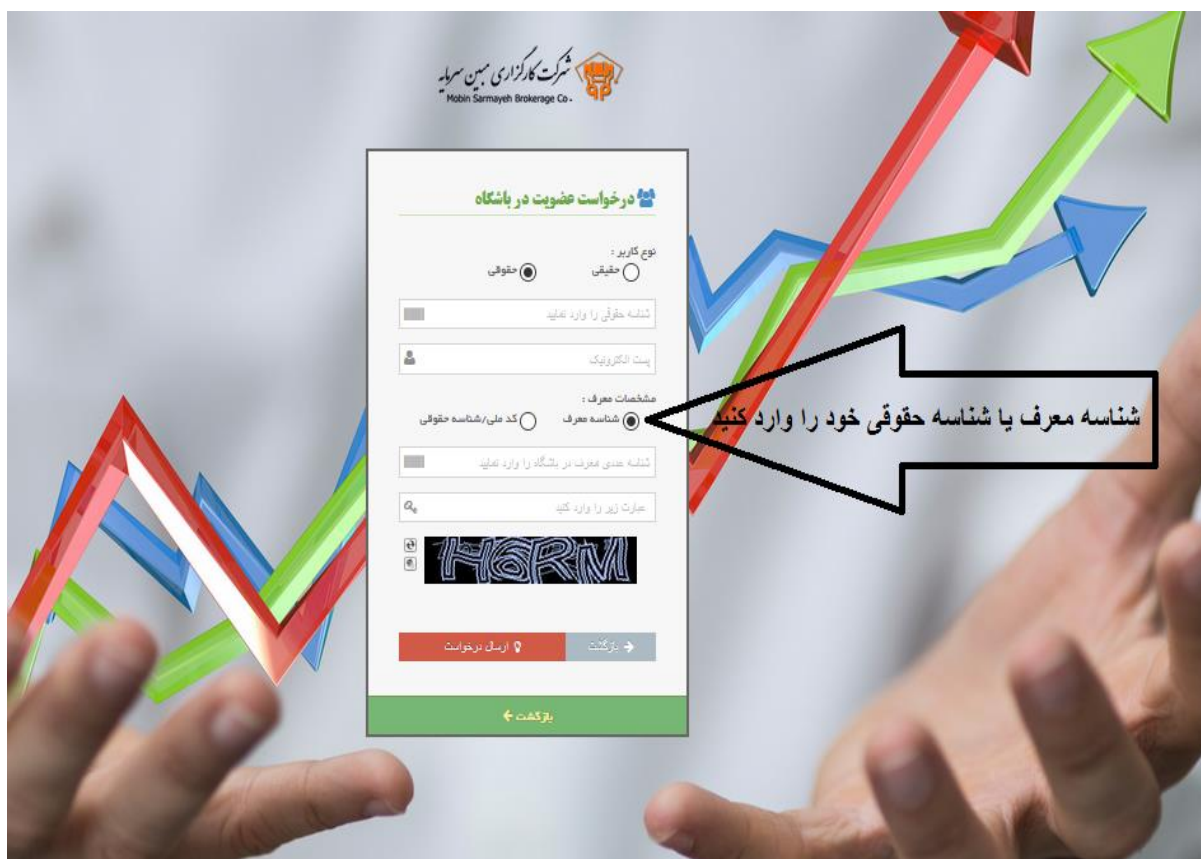 شرکت کارگزاری مبین سرمایه
Mobin Sarmayeh Brokerage Co.
درخواست عضویت در باشگاه
نوع کاربر :
حقیقی حقوقی
شناسه حقوقی را وارد نمایید
پست الکترونیک
مشخصات معرف :
شناسه معرف کد ملی/شناسه حقوقی
شناسه معرف یا شناسه حقوقی خود را وارد کنید
شناسه عددی معرف در باشگاه را وارد نمایید
عبارت زیر را وارد کنید
H6RM
بازگشت ارسال درخواست
بازگشت